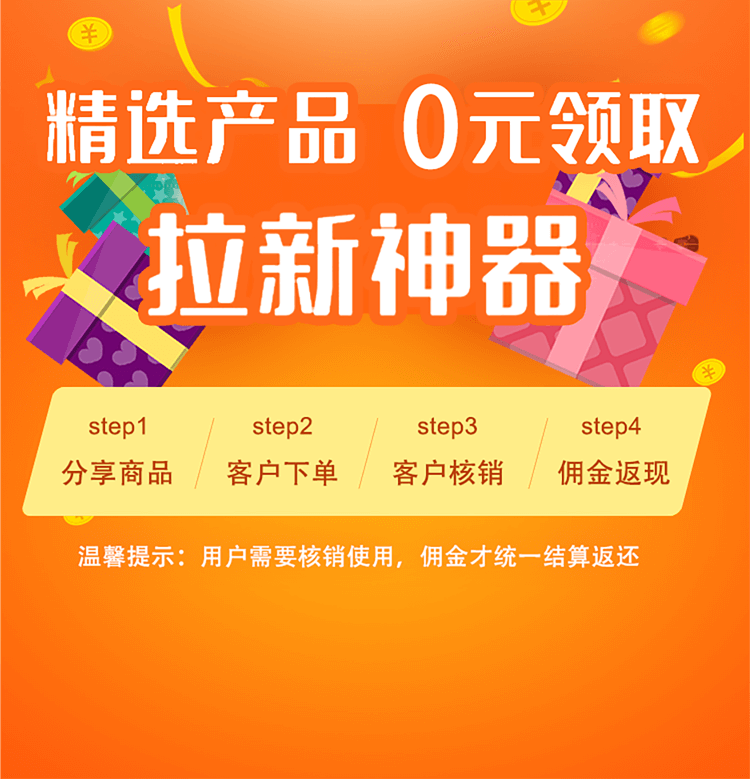 精选产品 0元领取
拉新神器
step1 step2 step3 step4
分享商品 客户下单 客户核销 佣金返现
温馨提示：用户需要核销使用，佣金才统一结算返还